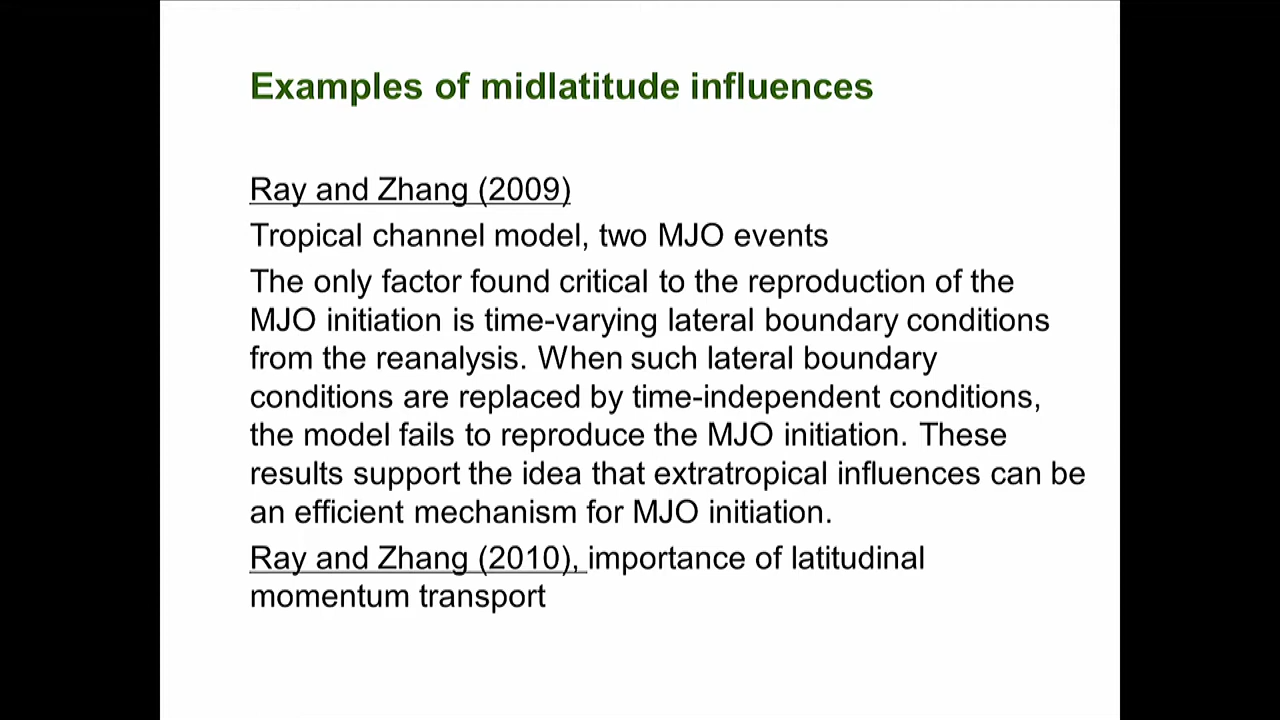 Examples of midlatitude influences
Ray and Zhang (2009)
Tropical channel model, two MJO events
The only factor found critical to the reproduction of the
MJO initiation is time-varying lateral boundary conditions
from the reanalysis. When such lateral boundary
conditions are replaced by time-independent conditions,
the model fails to reproduce the MJO initiation. These
results support the idea that extratropical influences can be
an efficient mechanism for MJO initiation.
Ray and Zhang (2010), importance of latitudinal
momentum transport